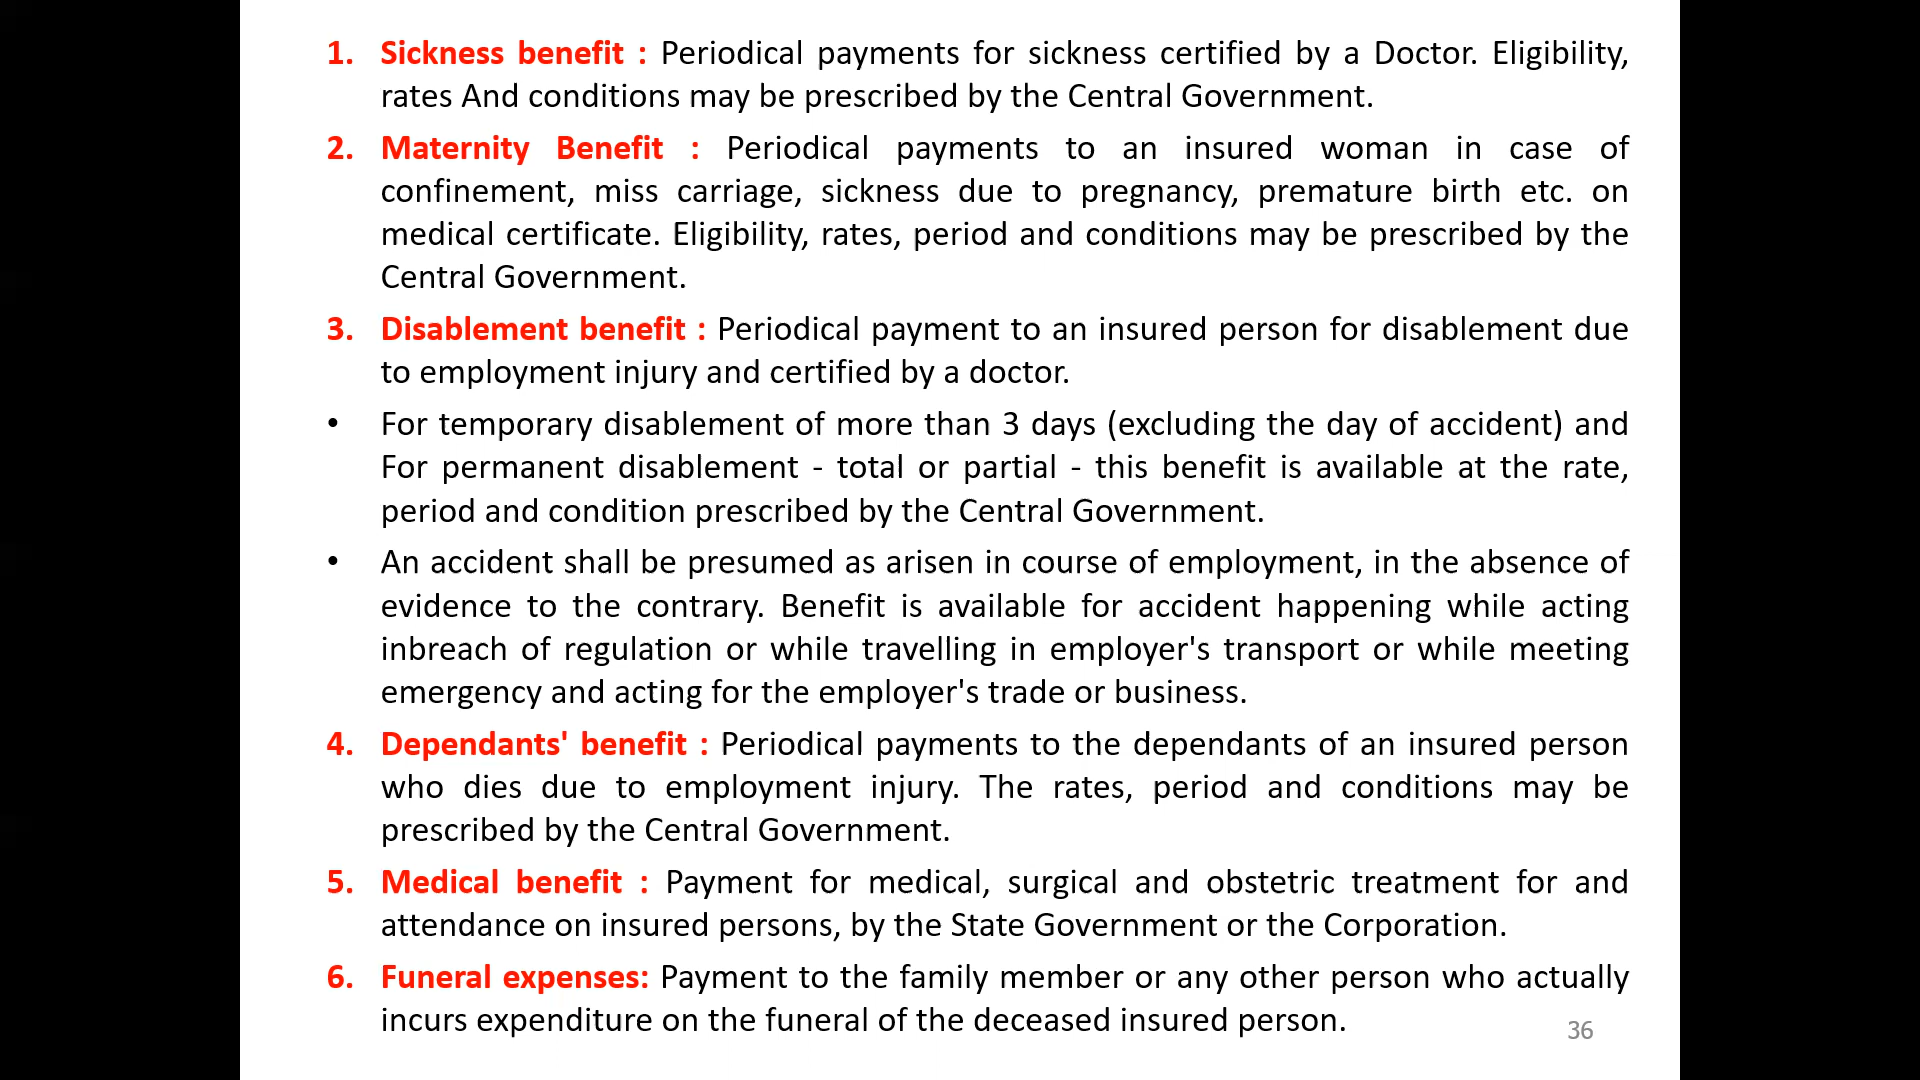 1. Sickness benefit : Periodical payments for sickness certified by a Doctor. Eligibility,
rates And conditions may be prescribed by the Central Government.
2. Maternity Benefit : Periodical payments to an insured woman in case of
confinement, miss carriage, sickness due to pregnancy, premature birth etc. on
medical certificate. Eligibility, rates, period and conditions may be prescribed by the
Central Government.
3. Disablement benefit : Periodical payment to an insured person for disablement due
to employment injury and certified by a doctor.
• For temporary disablement of more than 3 days (excluding the day of accident) and
For permanent disablement - total or partial - this benefit is available at the rate,
period and condition prescribed by the Central Government.
• An accident shall be presumed as arisen in course of employment, in the absence of
evidence to the contrary. Benefit is available for accident happening while acting
inbreach of regulation or while travelling in employer's transport or while meeting
emergency and acting for the employer's trade or business.
4. Dependants' benefit : Periodical payments to the dependants of an insured person
who dies due to employment injury. The rates, period and conditions may be
prescribed by the Central Government.
5. Medical benefit : Payment for medical, surgical and obstetric treatment for and
attendance on insured persons, by the State Government or the Corporation.
6. Funeral expenses: Payment to the family member or any other person who actually
incurs expenditure on the funeral of the deceased insured person.
36